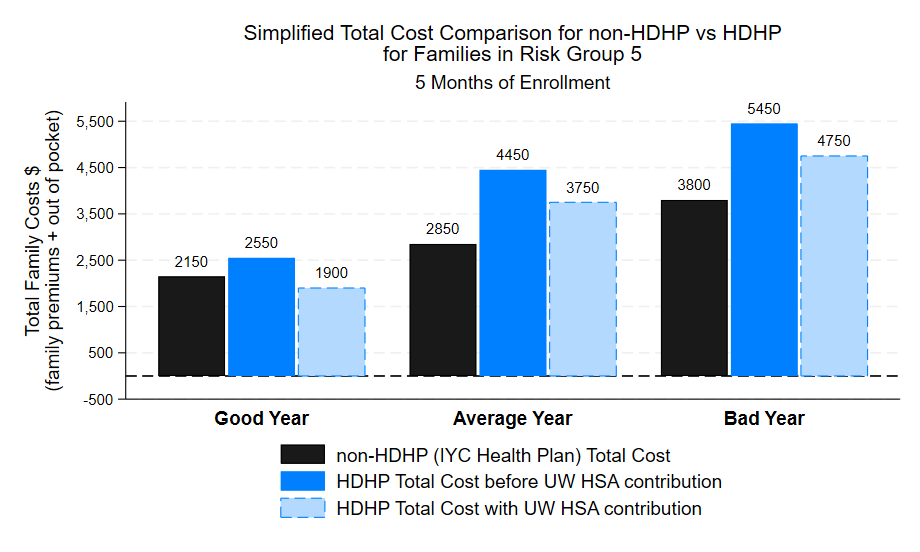 Simplified Total Cost Comparison for non-HDHP vs HDHP
for Families in Risk Group 5
5 Months of Enrollment
Total Family Costs $
(family premiums + out of pocket)
5,500
4,500
3,500
2,500
1,500
500
-500
2150
2550
1900
2850
4450
3750
3800
5450
4750
Good Year
Average Year
Bad Year
non-HDHP (IYC Health Plan) Total Cost
HDHP Total Cost before UW HSA contribution
HDHP Total Cost with UW HSA contribution